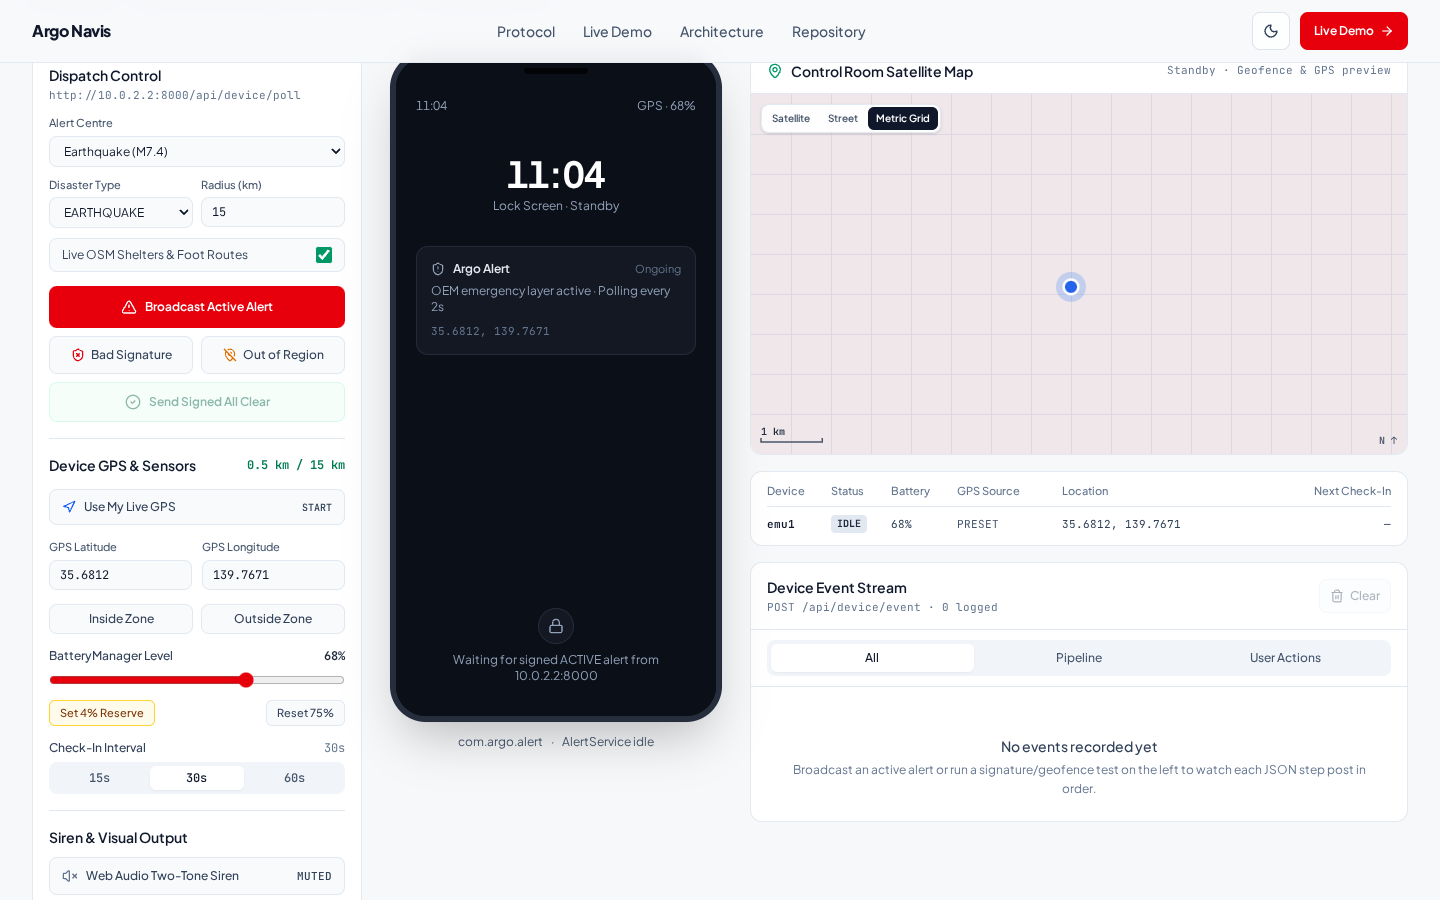 Argo Navis
Protocol
Live Demo
Architecture
Repository
Live Demo →
Dispatch Control
http://10.0.2.2:8000/api/device/poll
Alert Centre
Earthquake (M7.4)
Disaster Type
Radius (km)
EARTHQUAKE
15
Live OSM Shelters & Foot Routes
Broadcast Active Alert
Bad Signature
Out of Region
Send Signed All Clear
Device GPS & Sensors
0.5 km / 15 km
Use My Live GPS
START
GPS Latitude
GPS Longitude
35.6812
139.7671
Inside Zone
Outside Zone
BatteryManager Level
68%
Set 4% Reserve
Reset 75%
Check-In Interval
30s
15s
30s
60s
Siren & Visual Output
Web Audio Two-Tone Siren
MUTED
11:04
GPS · 68%
11:04
Lock Screen · Standby
Argo Alert
Ongoing
OEM emergency layer active · Polling every
2s
35.6812, 139.7671
Waiting for signed ACTIVE alert from
10.0.2.2:8000
com.argo.alert · AlertService idle
Control Room Satellite Map
Standby · Geofence & GPS preview
Satellite
Street
Metric Grid
1 km
N ↑
Device
Status
Battery
GPS Source
Location
Next Check-In
emu1
IDLE
68%
PRESET
35.6812, 139.7671
—
Device Event Stream
POST /api/device/event · 0 logged
Clear
All
Pipeline
User Actions
No events recorded yet
Broadcast an active alert or run a signature/geofence test on the left to watch each JSON step post in
order.